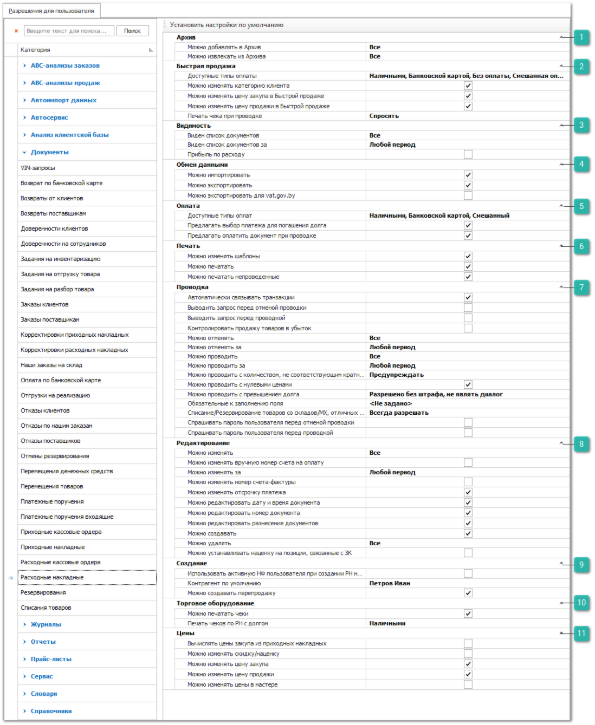 Разрешения для пользователя
Введите текст для поиска...
Поиск
Категория
ABC-анализы заказов
ABC-анализы продаж
Автоимпорт данных
Автосервис
Анализ клиентской базы
Документы
VIN-запросы
Возврат по банковской карте
Возвраты от клиентов
Возвраты поставщикам
Доверенности клиентов
Доверенности на сотрудников
Задания на инвентаризацию
Задания на отгрузку товара
Задания на разбор товара
Заказы клиентов
Заказы поставщикам
Корректировки приходных накладных
Корректировки расходных накладных
Наши заказы на склад
Оплата по банковской карте
Отгрузки на реализацию
Отказы клиентов
Отказы по нашим заказам
Отказы поставщиков
Отмены резервирования
Перемещения денежных средств
Перемещения товаров
Платежные поручения
Платежные поручения входящие
Приходные кассовые ордера
Приходные накладные
Расходные кассовые ордера
Расходные накладные
Резервирования
Списания товаров
Журналы
Отчеты
Прайс-листы
Сервис
Словари
Справочники
Установить настройки по умолчанию
Архив 1
Можно добавлять в Архив Все
Можно извлекать из Архива Все
Быстрая продажа 2
Доступные типы оплаты Наличными, Банковской картой, Без оплаты, Смешанная оп...
Можно изменять категорию клиента
Можно изменять цену закупа в Быстрой продаже
Можно изменять цену продажи в Быстрой продаже
Печать чека при проводке Спросить
Видимость 3
Виден список документов Все
Виден список документов за Любой период
Прибыль по расходу
Обмен данными 4
Можно импортировать
Можно экспортировать
Можно экспортировать для vat.gov.by
Оплата 5
Доступные типы оплат Наличными, Банковской картой, Смешанный
Предлагать выбор платежа для погашения долга
Предлагать оплатить документ при проводке
Печать 6
Можно изменять шаблоны
Можно печатать
Можно печатать непроведенные
Проводка 7
Автоматически связывать транзакции
Выводить запрос перед отменой проводки
Выводить запрос перед проводкой
Контролировать продажу товаров в убыток
Можно отменять Все
Можно отменять за Любой период
Можно проводить Все
Можно проводить за Любой период
Можно проводить с количеством, не соответствующим кратн... Предупреждать
Можно проводить с нулевыми ценами
Можно проводить с превышением долга Разрешено без штрафа, не являть диалог
Обязательные к заполнению поля <Не задано>
Списание/Резервирование товаров со складов/МХ, отличных ... Всегда разрешать
Спрашивать пароль пользователя перед отменой проводки
Спрашивать пароль пользователя перед проводкой
Редактирование 8
Можно изменять Все
Можно изменять вручную номер счета на оплату
Можно изменять за Любой период
Можно изменять номер счета-фактуры
Можно изменять отсрочку платежа
Можно редактировать дату и время документа
Можно редактировать номер документа
Можно редактировать разнесение документов
Можно создавать
Можно удалять Все
Можно устанавливать наценку на позиции, связанные с ЗК
Создание 9
Использовать активную НФ пользователя при создании РН н...
Контрагент по умолчанию Петров Иван
Можно создавать перепродажу
Торговое оборудование 10
Можно печатать чеки
Печать чеков по РН с долгом Наличными
Цены 11
Вычислять цены закупа из приходных накладных
Можно изменять скидку/наценку
Можно изменять цену закупа
Можно изменять цену продажи
Можно изменять цены в мастере